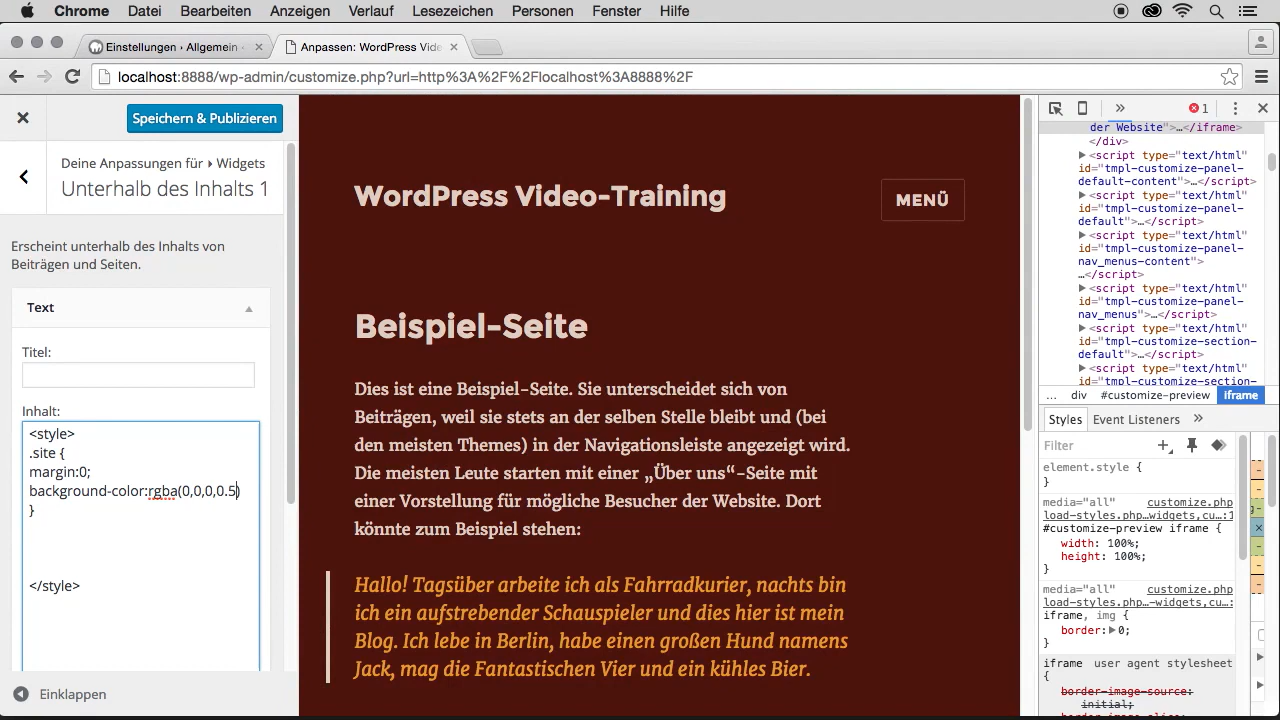 Chrome Datei Bearbeiten Anzeigen Verlauf Lesezeichen Personen Fenster Hilfe
Einstellungen › Allgemein ‹
Anpassen: WordPress Vide
localhost:8888/wp-admin/customize.php?url=http%3A%2F%2Flocalhost%3A8888%2F
Speichern & Publizieren
Deine Anpassungen für ▸ Widgets
Unterhalb des Inhalts 1
Erscheint unterhalb des Inhalts von
Beiträgen und Seiten.
Text
Titel:
Inhalt:
<style>
.site {
margin:0;
background-color:rgba(0,0,0,0.5)
}
</style>
Einklappen
WordPress Video-Training
MENÜ
Beispiel-Seite
Dies ist eine Beispiel-Seite. Sie unterscheidet sich von
Beiträgen, weil sie stets an der selben Stelle bleibt und (bei
den meisten Themes) in der Navigationsleiste angezeigt wird.
Die meisten Leute starten mit einer „Über uns“-Seite mit
einer Vorstellung für mögliche Besucher der Website. Dort
könnte zum Beispiel stehen:
Hallo! Tagsüber arbeite ich als Fahrradkurier, nachts bin
ich ein aufstrebender Schauspieler und dies hier ist mein
Blog. Ich lebe in Berlin, habe einen großen Hund namens
Jack, mag die Fantastischen Vier und ein kühles Bier.
» 1
der Website">…</iframe>
</div>
<script type="text/html"
id="tmpl-customize-panel-
default-content">…</script>
<script type="text/html"
id="tmpl-customize-panel-
default">…</script>
<script type="text/html"
id="tmpl-customize-panel-
nav_menus-content">
…</script>
<script type="text/html"
id="tmpl-customize-panel-
nav_menus">…</script>
<script type="text/html"
id="tmpl-customize-section-
default">…</script>
<script type="text/html"
id="tmpl-customize-section-
... div #customize-preview iframe
Styles Event Listeners »
Filter
element.style {
}
media="all" customize.php
load-styles.php…widgets,cu…:1
#customize-preview iframe {
width: 100%;
height: 100%;
}
media="all" customize.php
load-styles.php…-widgets,cu…:
iframe, img {
border:▸0;
}
iframe user agent stylesheet
{
border-image-source:
initial;